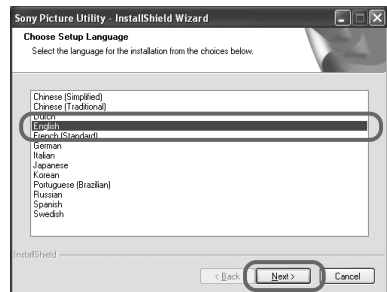 Sony Picture Utility - InstallShield Wizard
Choose Setup Language
Select the language for the installation from the choices below.
Chinese (Simplified)
Chinese (Traditional)
Dutch
English
French (Standard)
German
Italian
Japanese
Korean
Portuguese (Brazilian)
Russian
Spanish
Swedish
InstallShield
< Back Next > Cancel